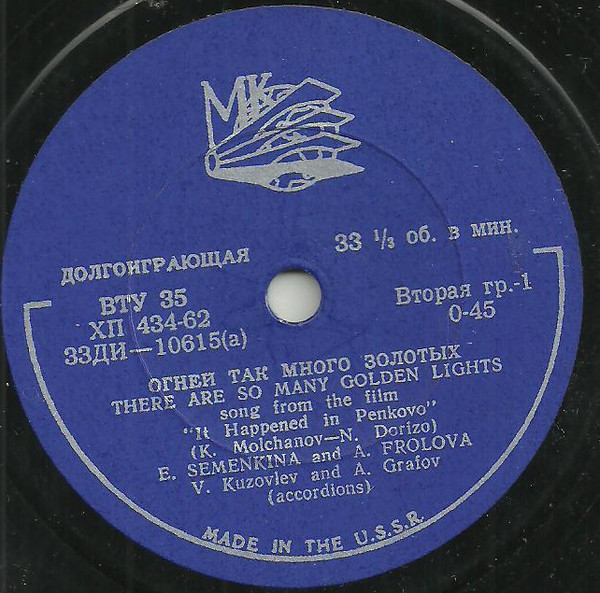 МК
ДОЛГОИГРАЮЩАЯ
33 ⅓ об. в мин.
ВТУ 35
ХП 434-62
33ДИ—10615(а)
Вторая гр.-1
0-45
ОГНЕЙ ТАК МНОГО ЗОЛОТЫХ
THERE ARE SO MANY GOLDEN LIGHTS
song from the film
"It Happened in Penkovo"
(K. Molchanov—N. Dorizo)
E. SEMENKINA and A. FROLOVA
V. Kuzovlev and A. Grafov
(accordions)
MADE IN THE U.S.S.R.